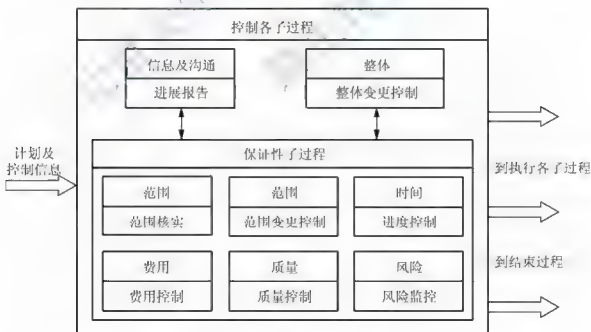 控制各子过程
信息及沟通
进展报告
整体
整体变更控制
计划及
控制信息
保证性子过程
范围
范围核实
范围
范围变更控制
时间
进度控制
费用
费用控制
质量
质量控制
风险
风险监控
到执行各子过程
到结束过程